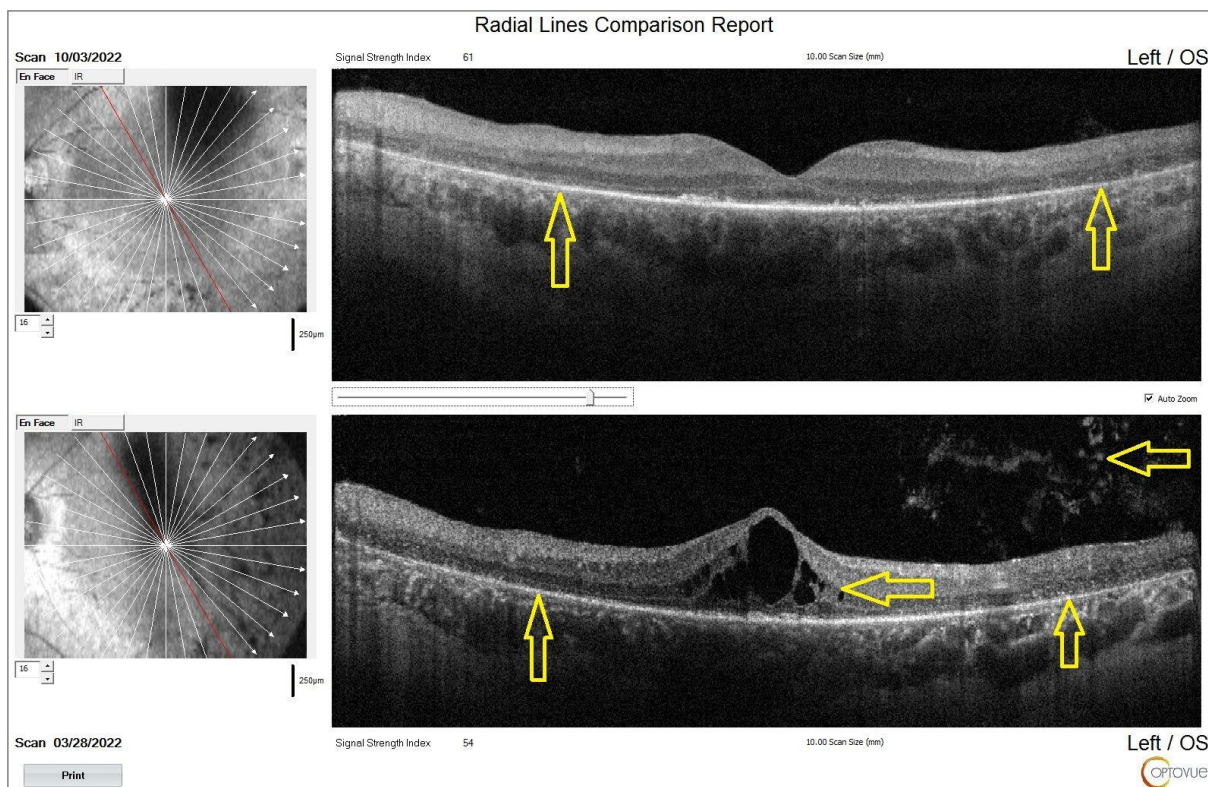 Radial Lines Comparison Report
Scan 10/03/2022
Signal Strength Index 61
10.00 Scan Size (mm)
Left / OS
En Face IR
16
250µm
Auto Zoom
En Face IR
16
250µm
Scan 03/28/2022
Signal Strength Index 54
10.00 Scan Size (mm)
Left / OS
Print
OPTOVUE